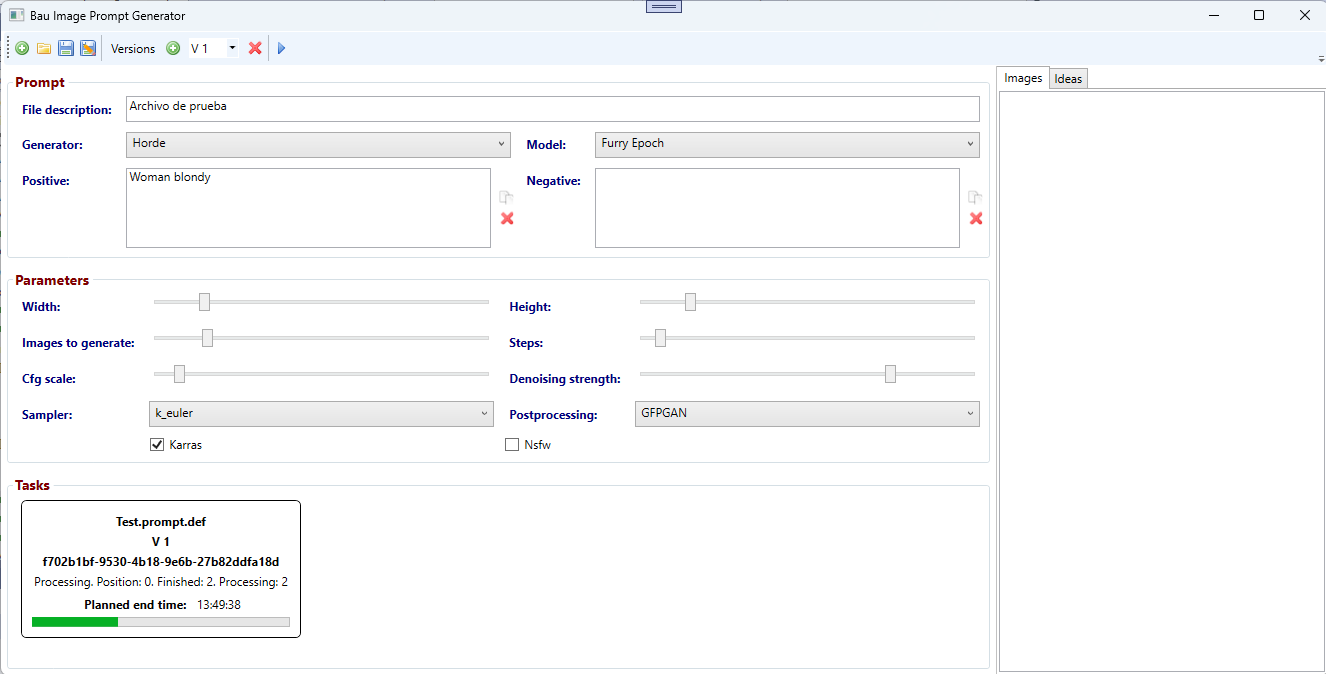 Bau Image Prompt Generator
Versions V 1
Images Ideas
Prompt
File description: Archivo de prueba
Generator: Horde Model: Furry Epoch
Positive: Woman blondy Negative:
Parameters
Width: Height:
Images to generate: Steps:
Cfg scale: Denoising strength:
Sampler: k_euler Postprocessing: GFPGAN
Karras Nsfw
Tasks
Test.prompt.def
V 1
f702b1bf-9530-4b18-9e6b-27b82ddfa18d
Processing. Position: 0. Finished: 2. Processing: 2
Planned end time: 13:49:38